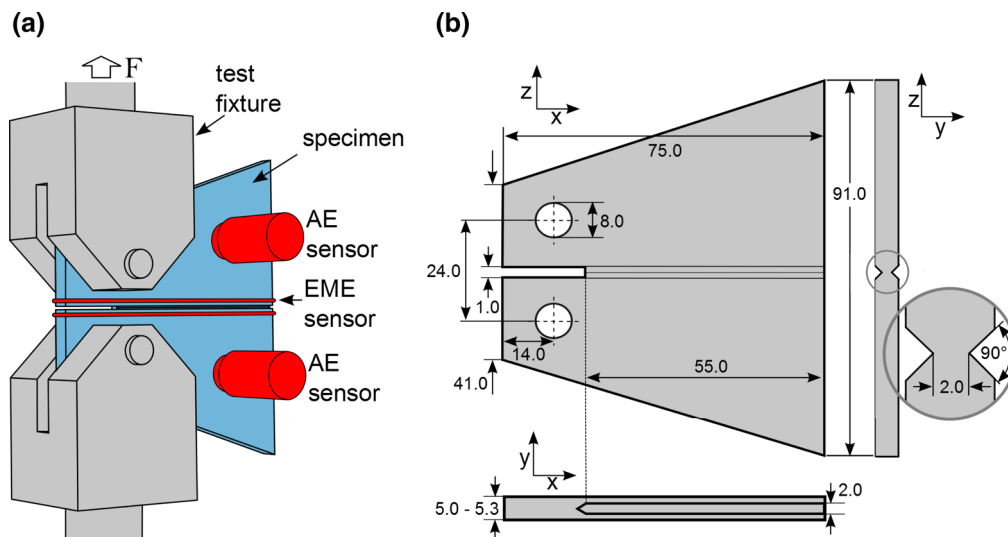 (a)
F
test
fixture
specimen
AE
sensor
EME
sensor
AE
sensor
(b)
z
x
75.0
8.0
24.0
1.0
14.0
41.0
55.0
91.0
z
y
90°
2.0
y
x
5.0 - 5.3
2.0